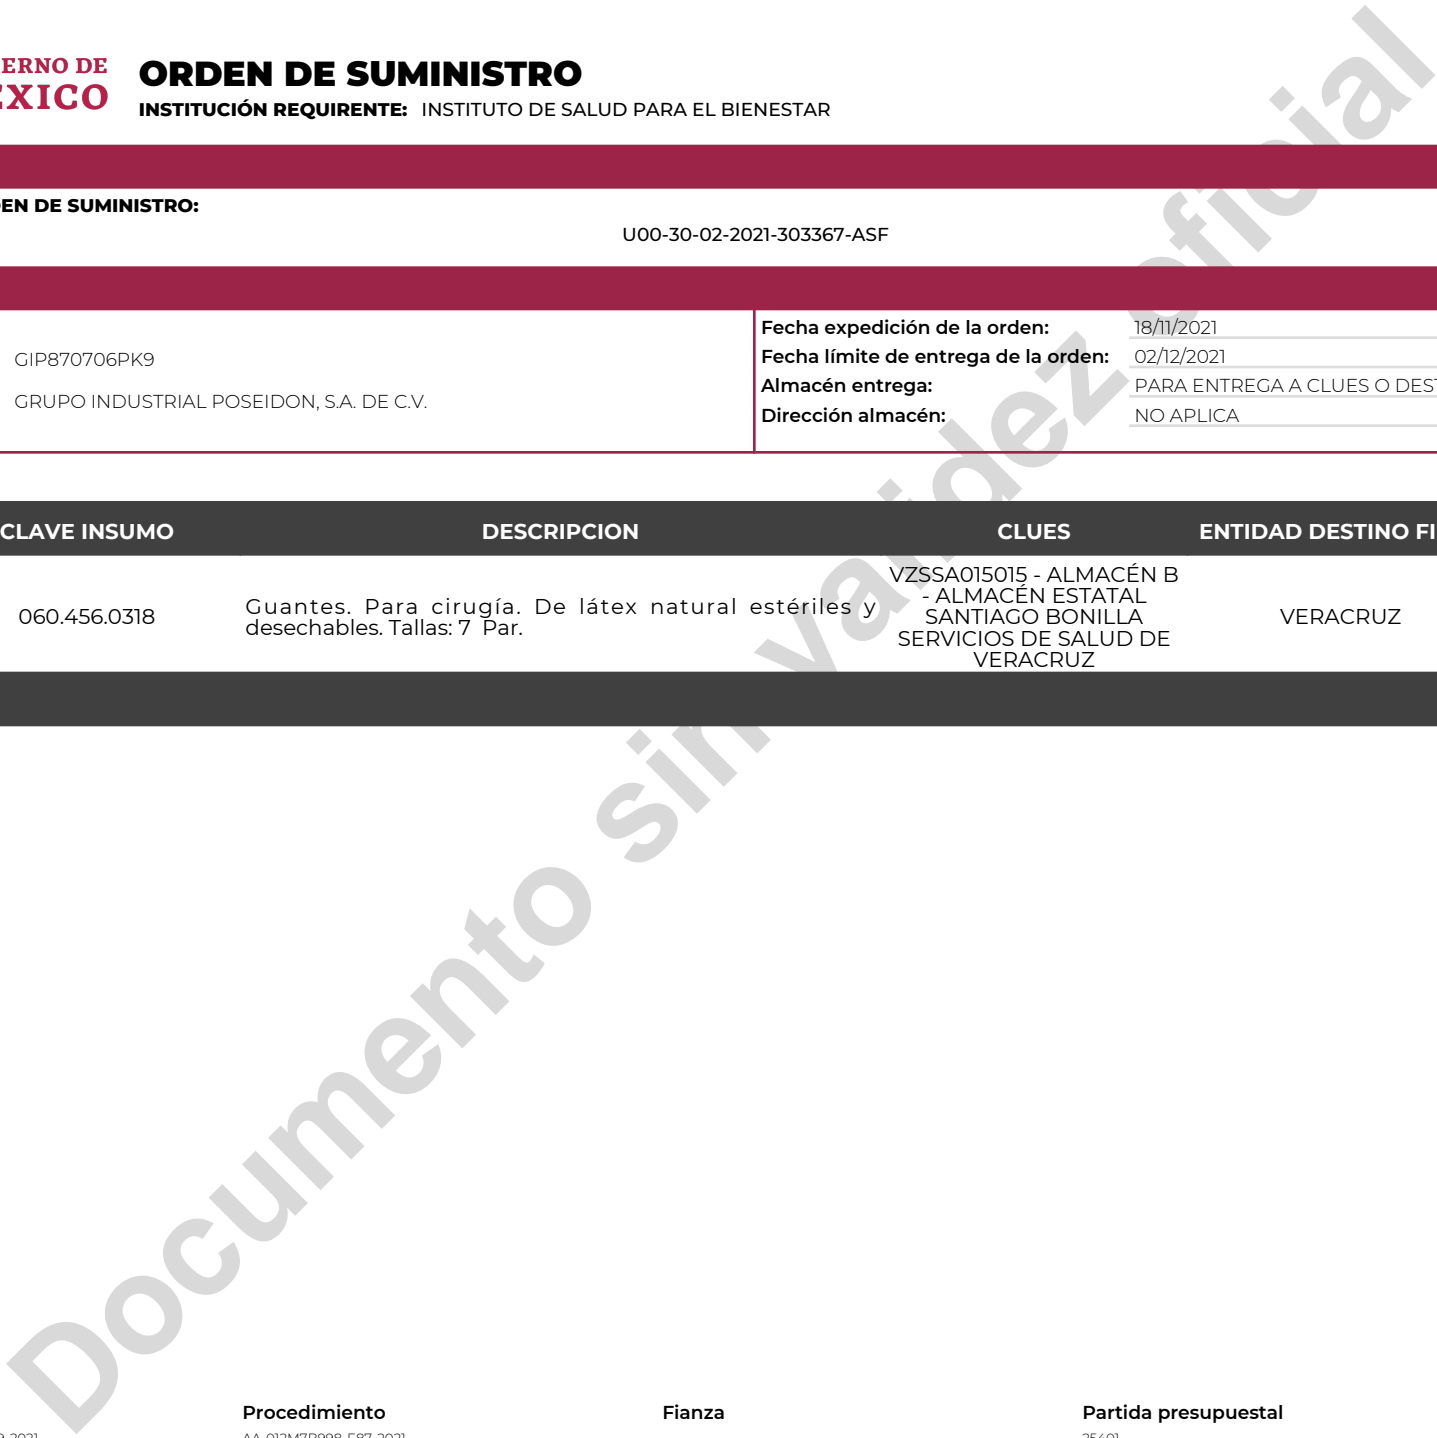 ERNO DE
EXICO
ORDEN DE SUMINISTRO
INSTITUCIÓN REQUIRENTE: INSTITUTO DE SALUD PARA EL BIENESTAR
EN DE SUMINISTRO:
U00-30-02-2021-303367-ASF
GIP870706PK9
GRUPO INDUSTRIAL POSEIDON, S.A. DE C.V.
Fecha expedición de la orden: 18/11/2021
Fecha límite de entrega de la orden: 02/12/2021
Almacén entrega: PARA ENTREGA A CLUES O DEST
Dirección almacén: NO APLICA
CLAVE INSUMO DESCRIPCION CLUES ENTIDAD DESTINO FI
060.456.0318
Guantes. Para cirugía. De látex natural estériles y
desechables. Tallas: 7 Par.
VZSSA015015 - ALMACÉN B
- ALMACÉN ESTATAL
SANTIAGO BONILLA
SERVICIOS DE SALUD DE
VERACRUZ
VERACRUZ
Documento sin validez oficial
Procedimiento Fianza Partida presupuestal